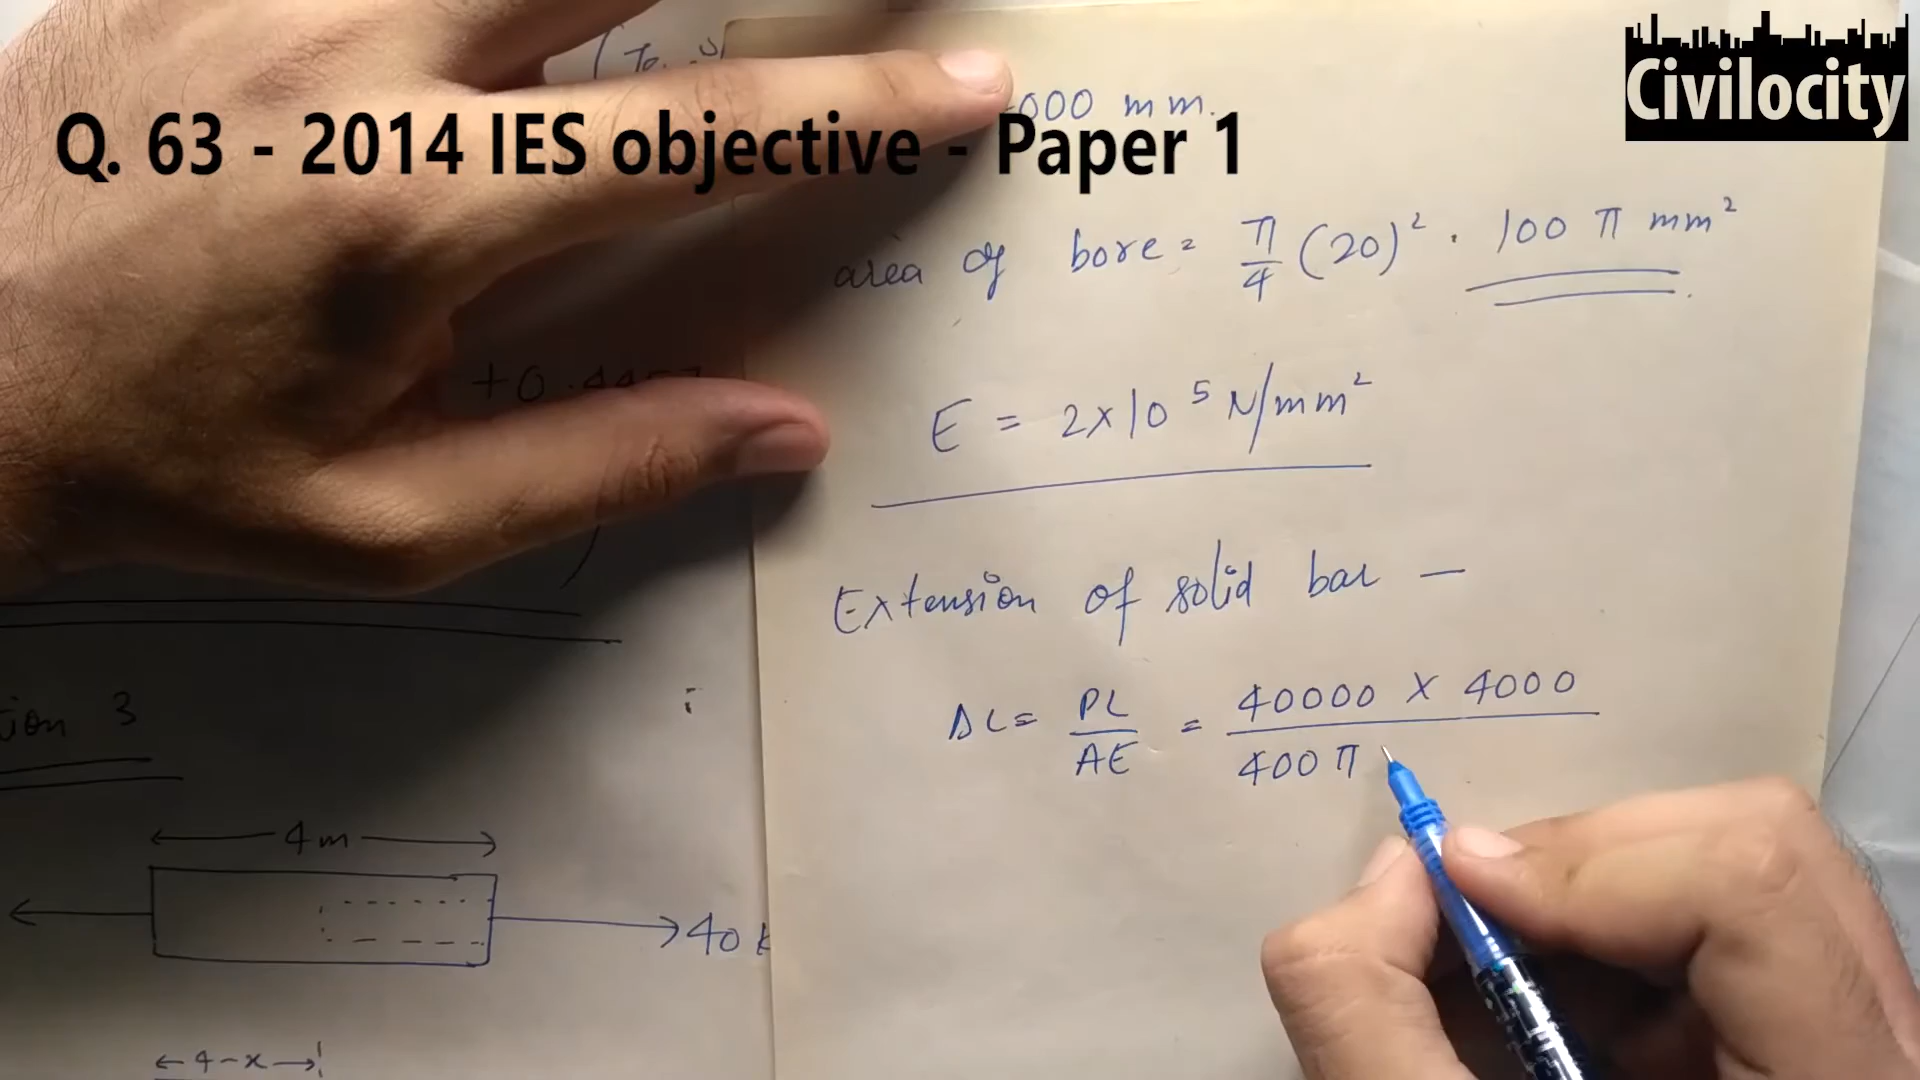 Civilocity
Q. 63 - 2014 IES objective - Paper 1
000 mm.
area of bore = π/4 (20)² . 100 π mm²
E = 2×10⁵ N/mm²
Extension of solid bar —
ΔL = PL/AE = 40000 × 4000 / 400 π
3
4m
40
← 4-x →